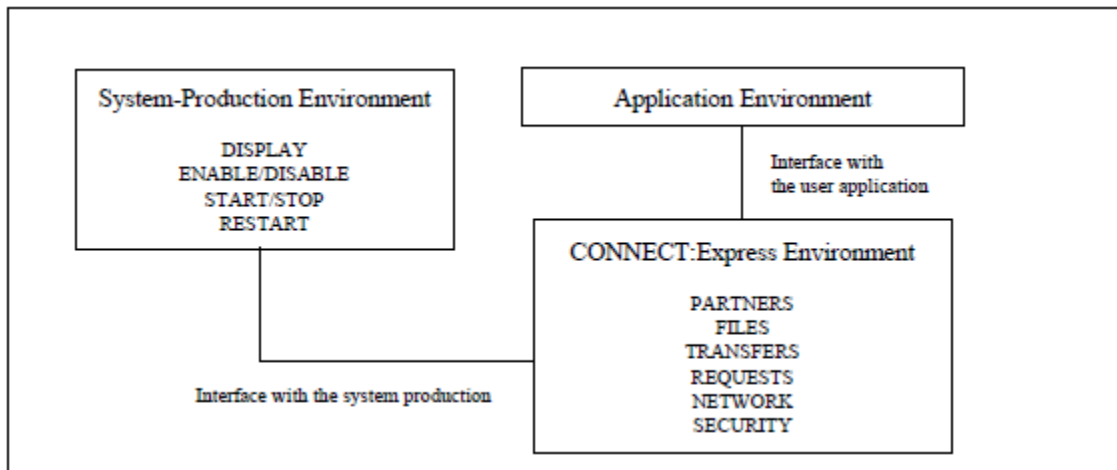 System-Production Environment
DISPLAY
ENABLE/DISABLE
START/STOP
RESTART
Application Environment
Interface with
the user application
CONNECT:Express Environment
PARTNERS
FILES
TRANSFERS
REQUESTS
NETWORK
SECURITY
Interface with the system production